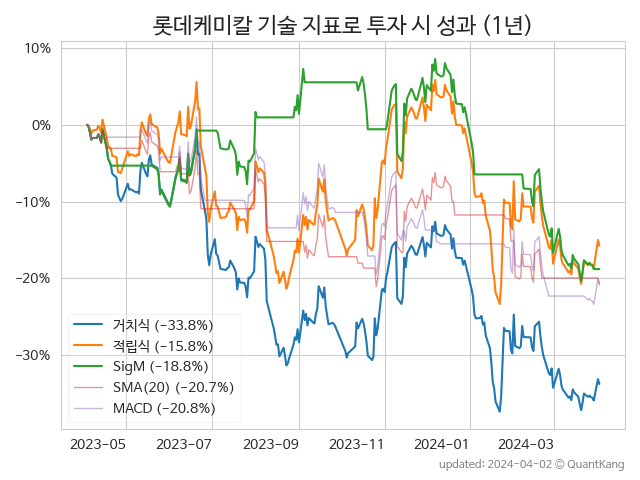 롯데케미칼 기술 지표로 투자 시 성과 (1년)
10%
0%
−10%
−20%
−30%
거치식 (−33.8%)
적립식 (−15.8%)
SigM (−18.8%)
SMA(20) (−20.7%)
MACD (−20.8%)
2023-05
2023-07
2023-09
2023-11
2024-01
2024-03
updated: 2024-04-02 © QuantKang